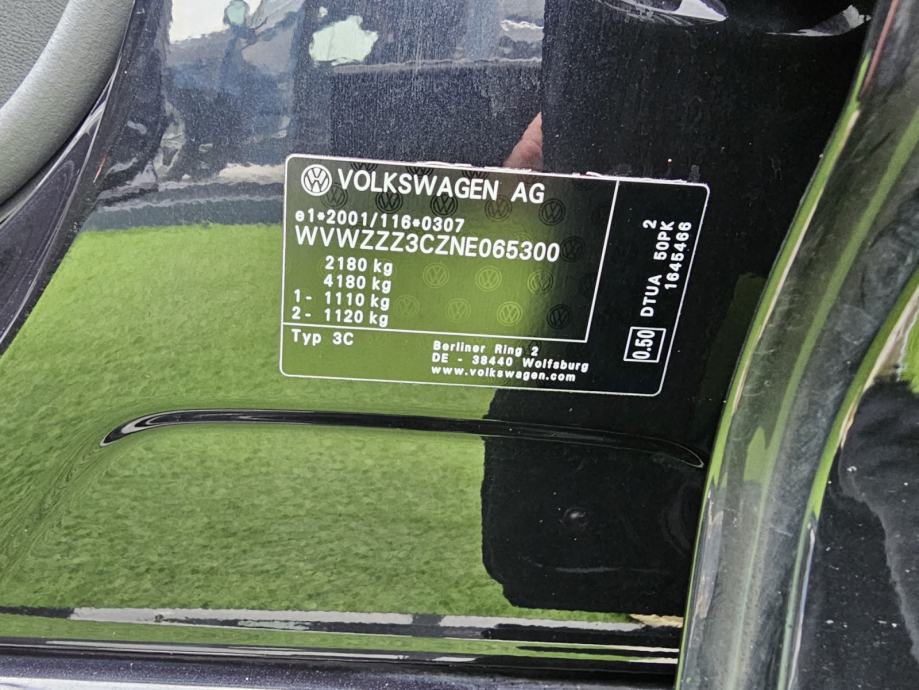 VOLKSWAGEN AG
e1*2001/116*0307
WVWZZZ3CZNE065300
2180 kg
4180 kg
1- 1110 kg
2- 1120 kg
Typ 3C
Berliner Ring 2
DE - 38440 Wolfsburg
www.volkswagen.com
2
DTUA 50PK
1645466
0.50